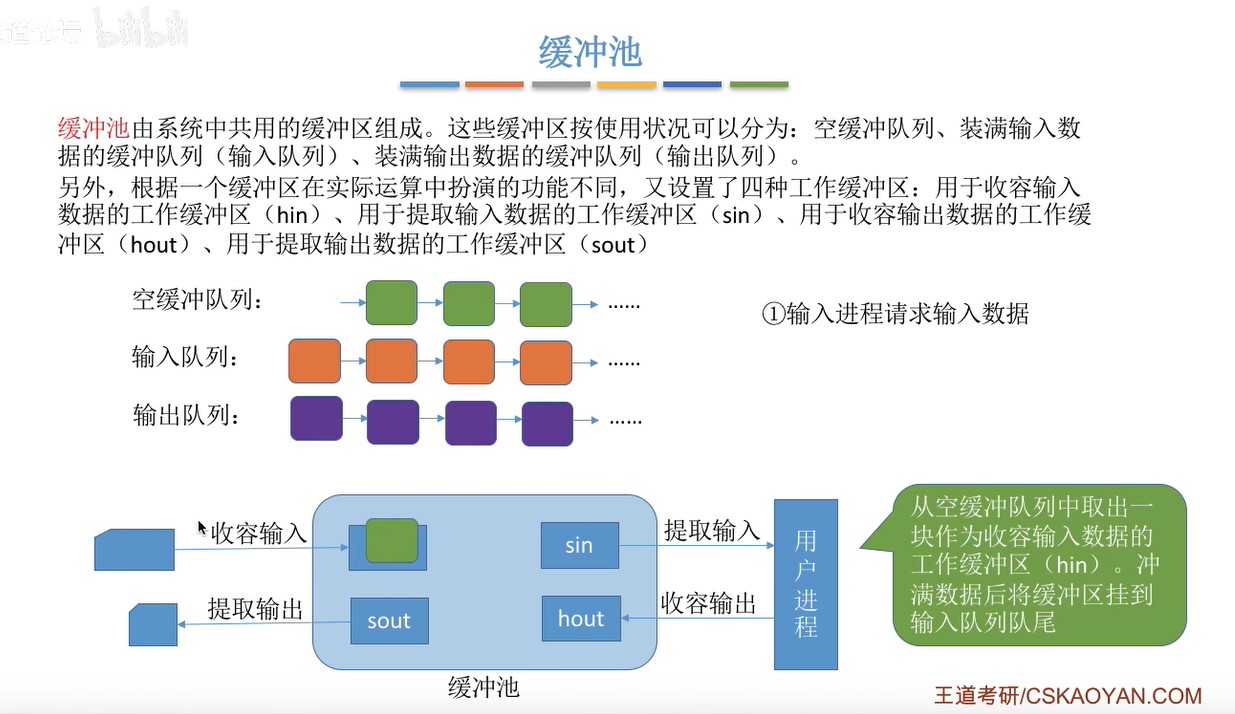 bilibili
缓冲池
缓冲池由系统中共用的缓冲区组成。这些缓冲区按使用状况可以分为：空缓冲队列、装满输入数
据的缓冲队列（输入队列）、装满输出数据的缓冲队列（输出队列）。
另外，根据一个缓冲区在实际运算中扮演的功能不同，又设置了四种工作缓冲区：用于收容输入
数据的工作缓冲区（hin）、用于提取输入数据的工作缓冲区（sin）、用于收容输出数据的工作缓
冲区（hout）、用于提取输出数据的工作缓冲区（sout）
空缓冲队列：
......
①输入进程请求输入数据
输入队列：
......
输出队列：
......
收容输入
sin
提取输入
提取输出
sout
hout
收容输出
用户进程
缓冲池
从空缓冲队列中取出一
块作为收容输入数据的
工作缓冲区（hin）。冲
满数据后将缓冲区挂到
输入队列队尾
王道考研/CSKAOYAN.COM